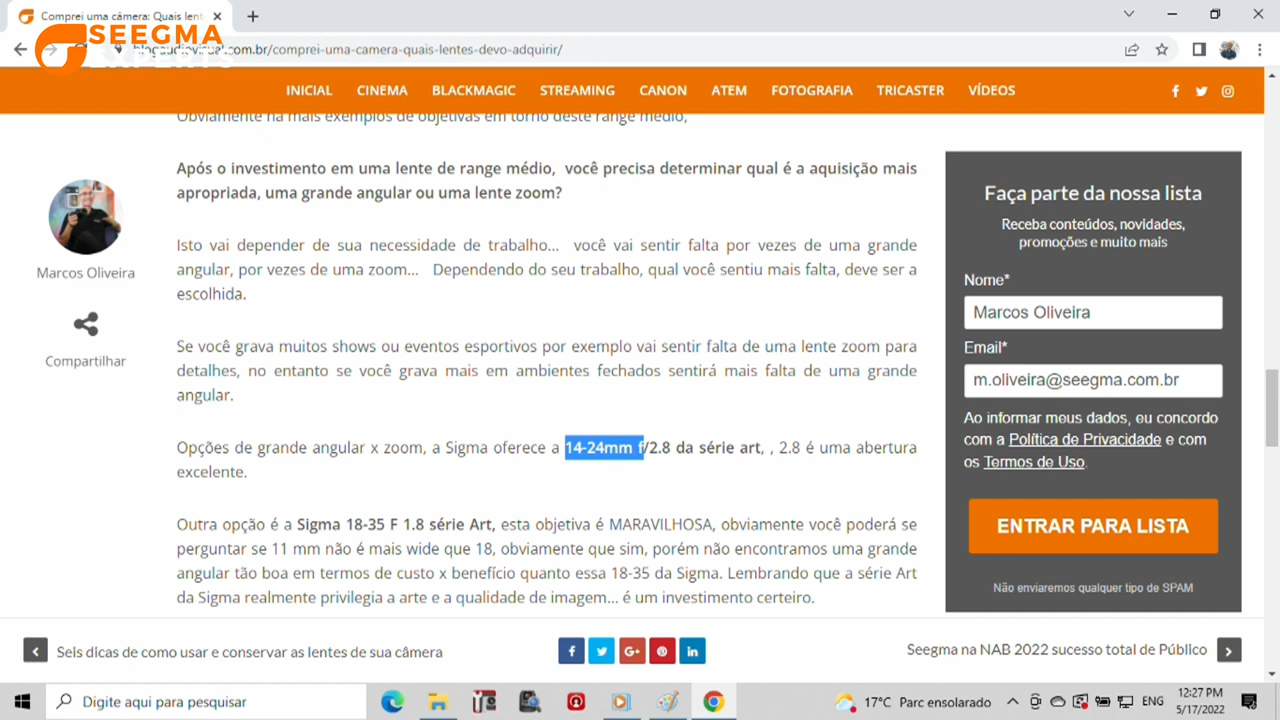 Comprei uma câmera: Quais lent
SEEGMA
EXPERTS
blogaudiovisual.com.br/comprei-uma-camera-quais-lentes-devo-adquirir/
INICIAL CINEMA BLACKMAGIC STREAMING CANON ATEM FOTOGRAFIA TRICASTER VÍDEOS
Obviamente há mais exemplos de objetivas em torno deste range médio,
Após o investimento em uma lente de range médio, você precisa determinar qual é a aquisição mais
apropriada, uma grande angular ou uma lente zoom?
Isto vai depender de sua necessidade de trabalho... você vai sentir falta por vezes de uma grande
angular, por vezes de uma zoom... Dependendo do seu trabalho, qual você sentiu mais falta, deve ser a
escolhida.
Se você grava muitos shows ou eventos esportivos por exemplo vai sentir falta de uma lente zoom para
detalhes, no entanto se você grava mais em ambientes fechados sentirá mais falta de uma grande
angular.
Opções de grande angular x zoom, a Sigma oferece a 14-24mm f/2.8 da série art, , 2.8 é uma abertura
excelente.
Outra opção é a Sigma 18-35 F 1.8 série Art, esta objetiva é MARAVILHOSA, obviamente você poderá se
perguntar se 11 mm não é mais wide que 18, obviamente que sim, porém não encontramos uma grande
angular tão boa em termos de custo x benefício quanto essa 18-35 da Sigma. Lembrando que a série Art
da Sigma realmente privilegia a arte e a qualidade de imagem... é um investimento certeiro.
Marcos Oliveira
Compartilhar
Faça parte da nossa lista
Receba conteúdos, novidades,
promoções e muito mais
Nome*
Marcos Oliveira
Email*
m.oliveira@seegma.com.br
Ao informar meus dados, eu concordo
com a Política de Privacidade e com
os Termos de Uso.
ENTRAR PARA LISTA
Não enviaremos qualquer tipo de SPAM
Seis dicas de como usar e conservar as lentes de sua câmera
Seegma na NAB 2022 sucesso total de Público
Digite aqui para pesquisar
17°C Parc ensolarado
ENG
12:27 PM
5/17/2022